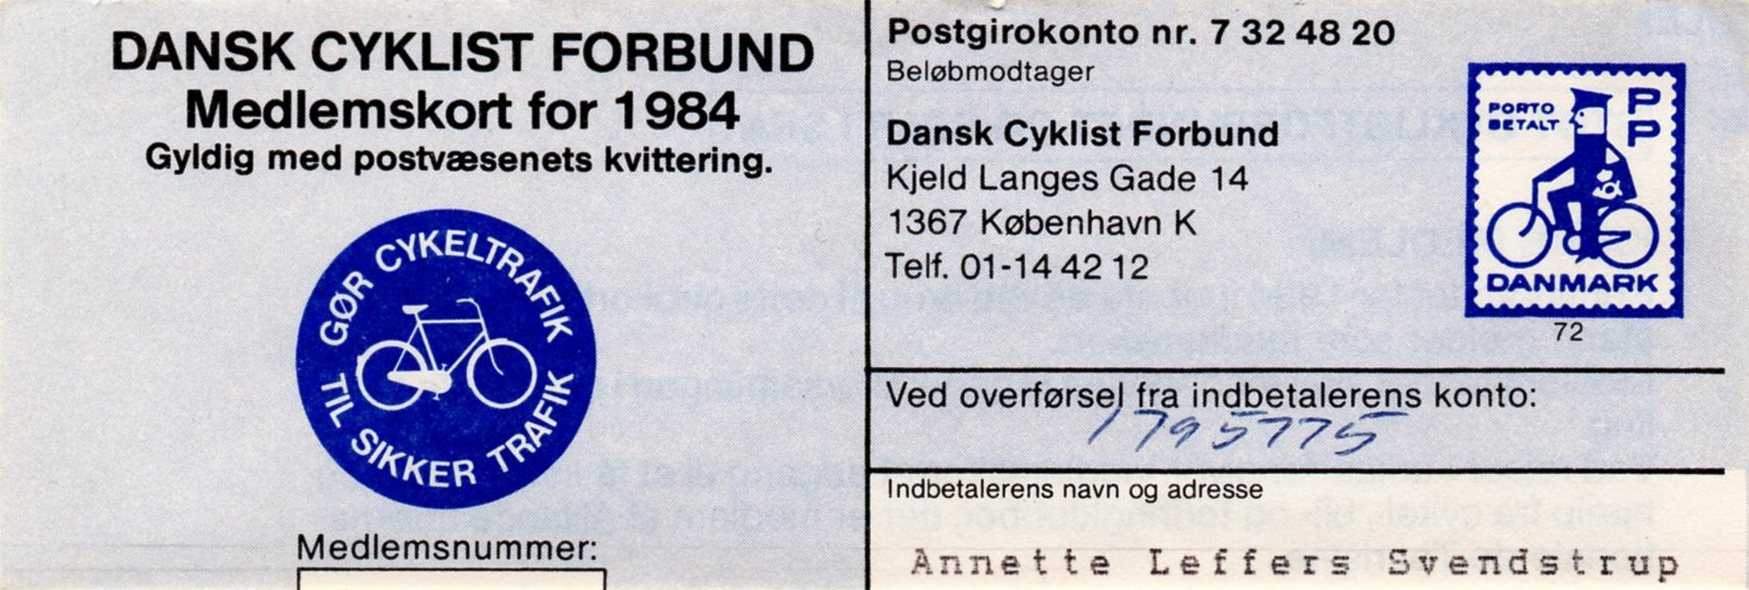 DANSK CYKLIST FORBUND
Medlemskort for 1984
Gyldig med postvæsenets kvittering.
GØR CYKELTRAFIK
TIL SIKKER TRAFIK
Medlemsnummer:
Postgirokonto nr. 7 32 48 20
Beløbmodtager
Dansk Cyklist Forbund
Kjeld Langes Gade 14
1367 København K
Telf. 01-14 42 12
PORTO
BETALT
P
P
DANMARK
72
Ved overførsel fra indbetalerens konto:
1795775
Indbetalerens navn og adresse
Annette Leffers Svendstrup